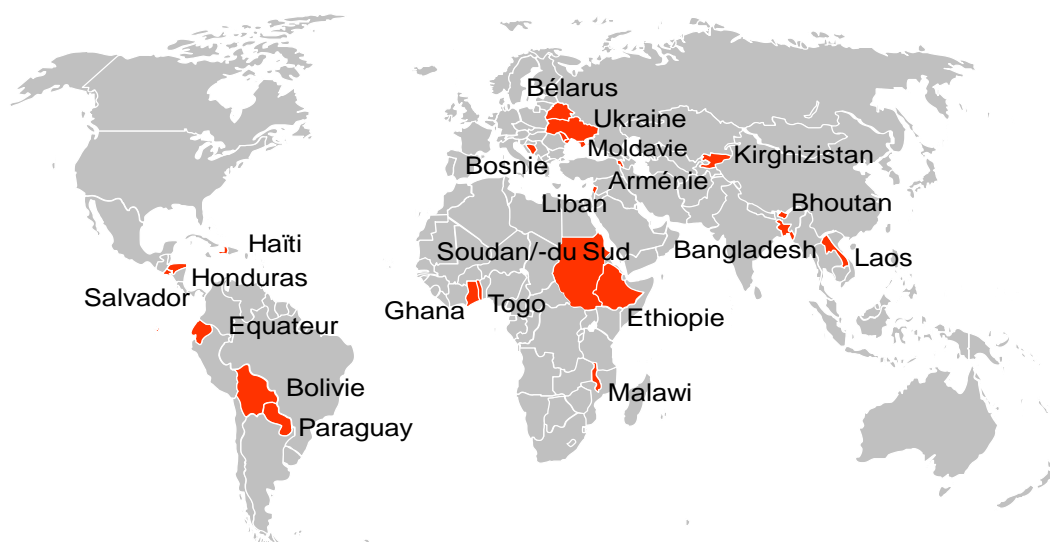 Bélarus
Ukraine
Moldavie
Bosnie
Kirghizistan
Arménie
Liban
Bhoutan
Haïti
Soudan/-du Sud
Bangladesh
Laos
Honduras
Salvador
Ghana
Togo
Ethiopie
Equateur
Bolivie
Malawi
Paraguay